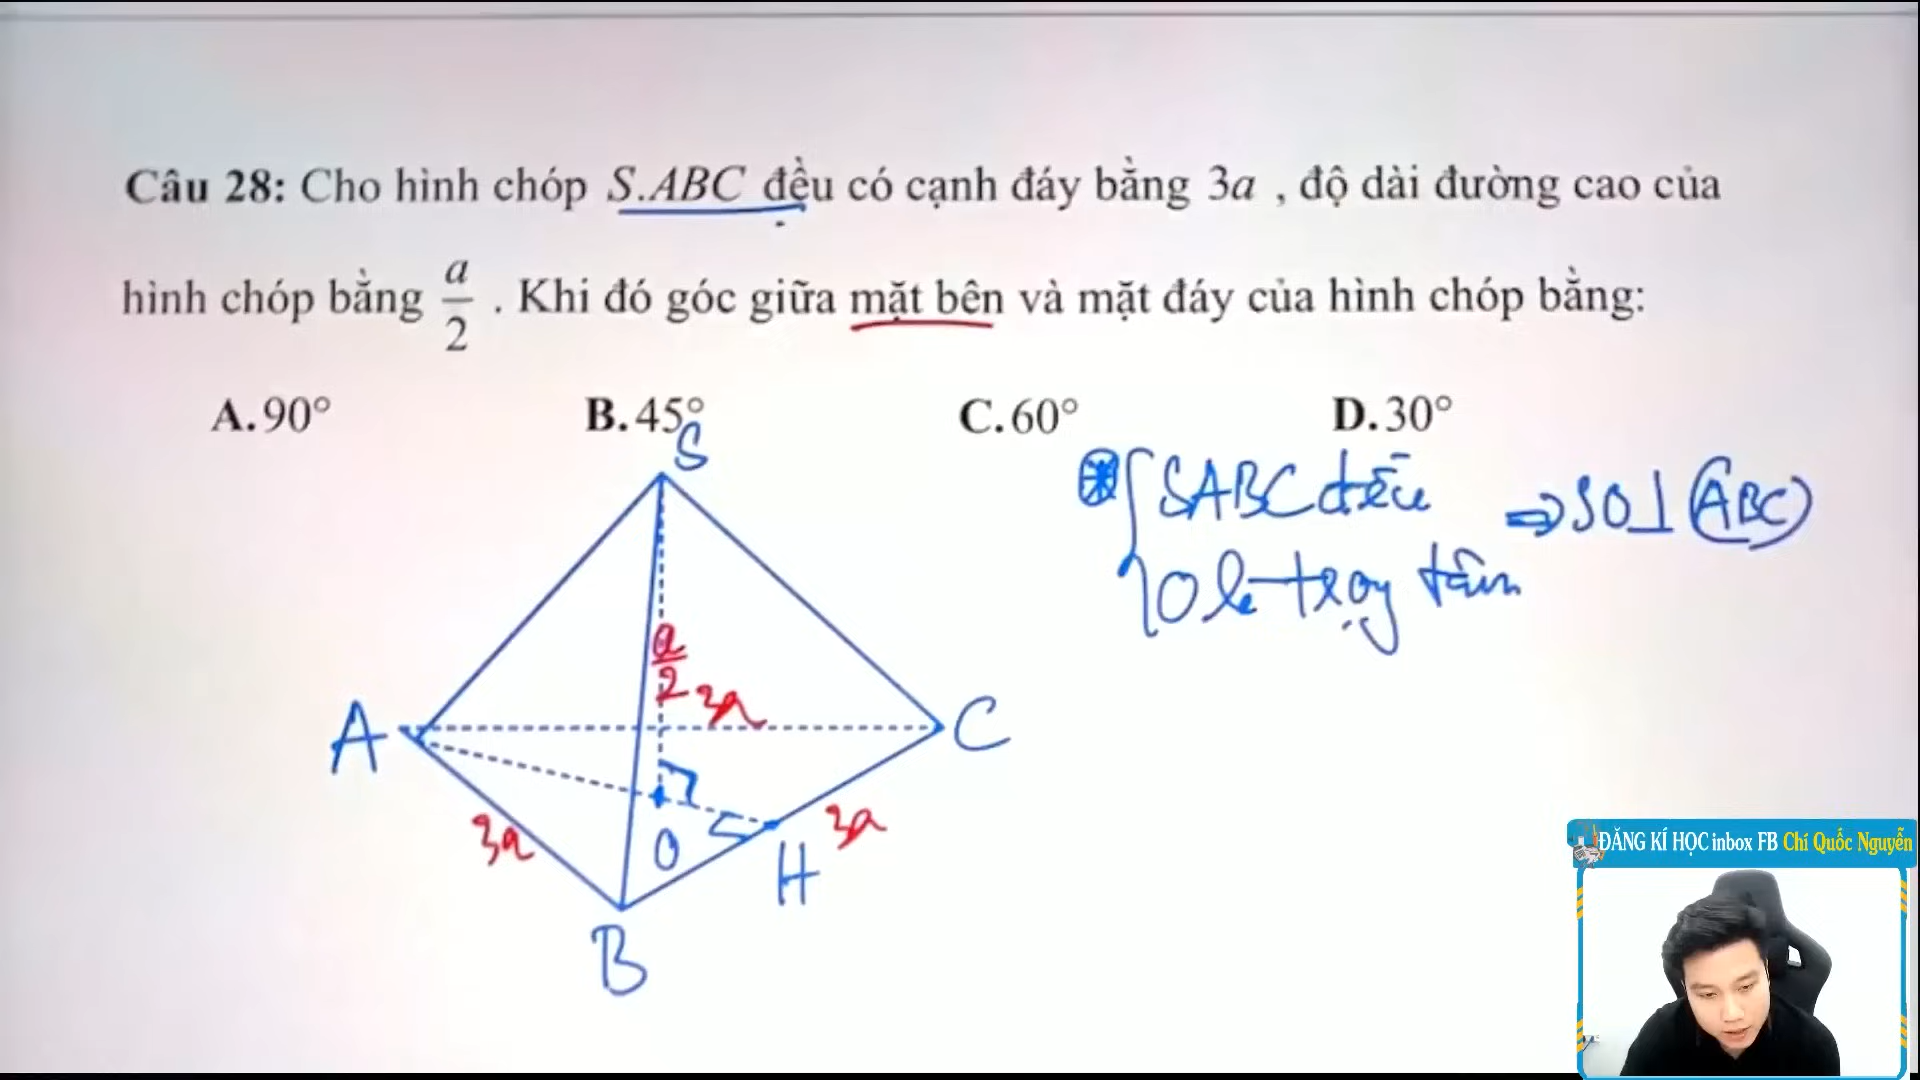 Câu 28: Cho hình chóp S.ABC đều có cạnh đáy bằng 3a , độ dài đường cao của
hình chóp bằng a/2 . Khi đó góc giữa mặt bên và mặt đáy của hình chóp bằng:
A. 90° B. 45° C. 60° D. 30°
S
SABC đều ⇒ SO ⊥ (ABC)
O là trọng tâm
a/2
3a
A
C
3a
O
3a
H
B
ĐĂNG KÍ HỌC inbox FB Chí Quốc Nguyễn